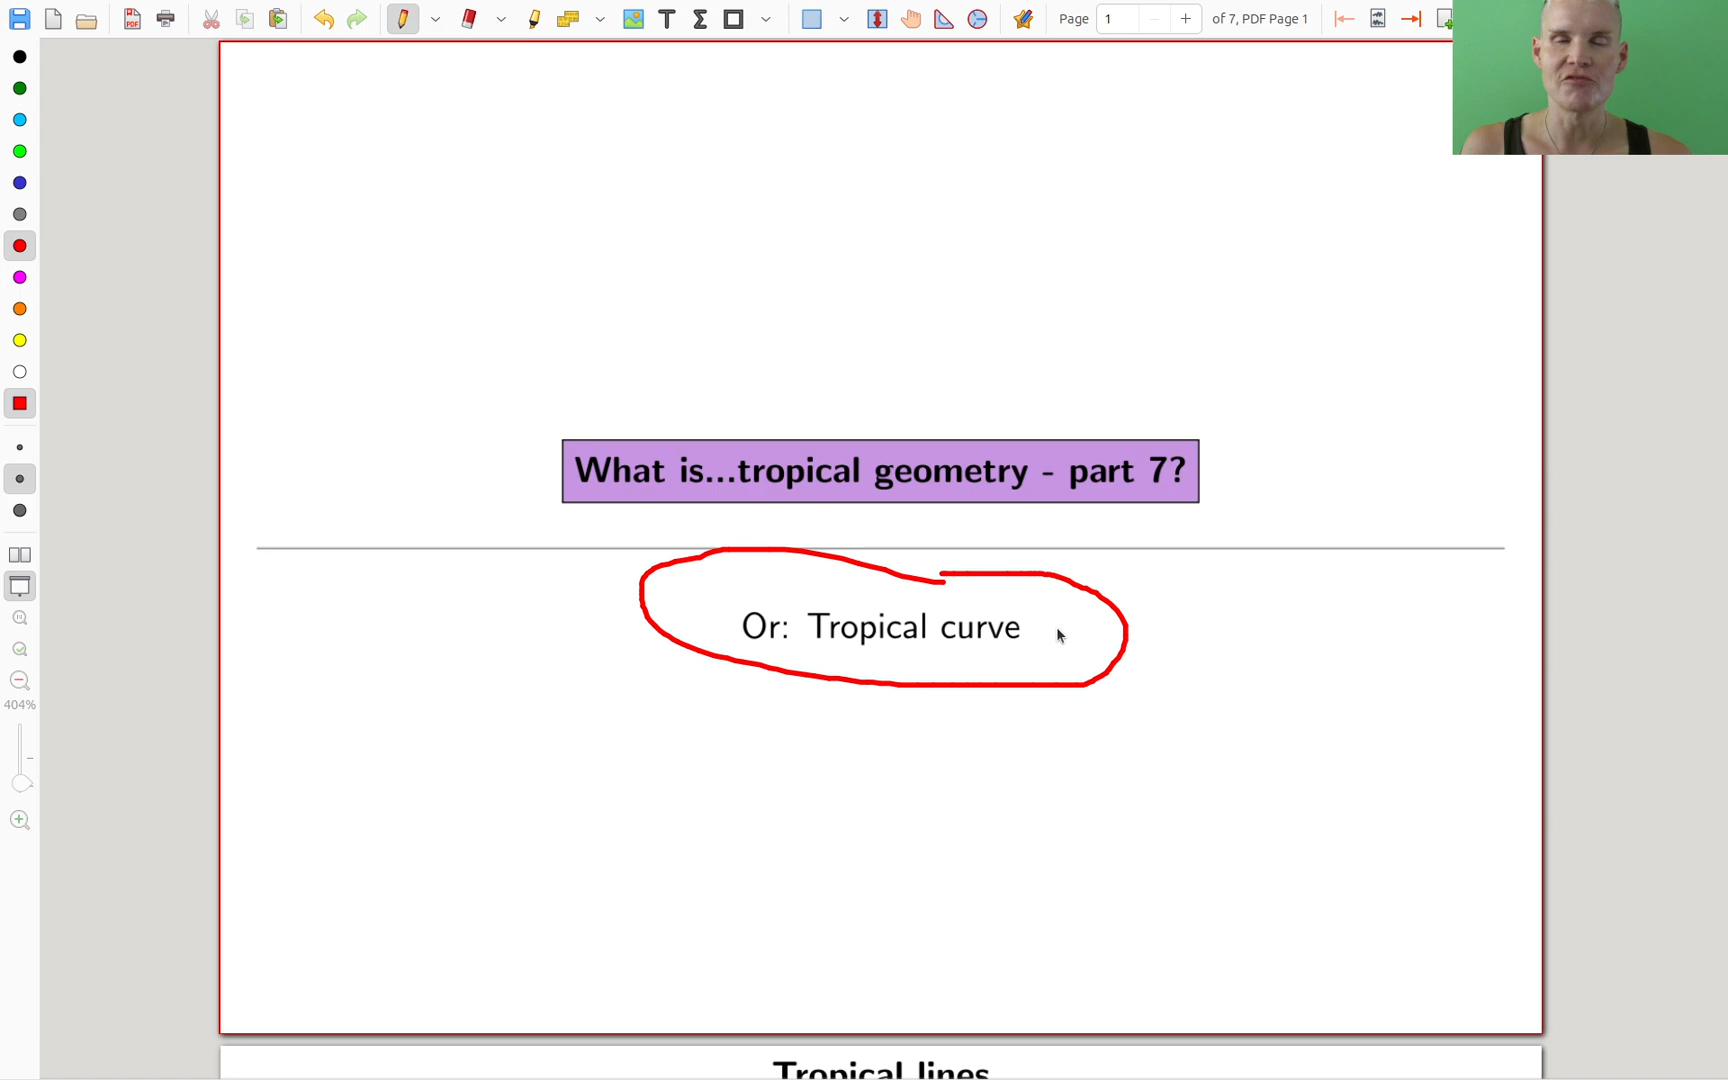 Page 1 of 7, PDF Page 1
What is...tropical geometry - part 7?
Or: Tropical curve
404%
Tropical lines